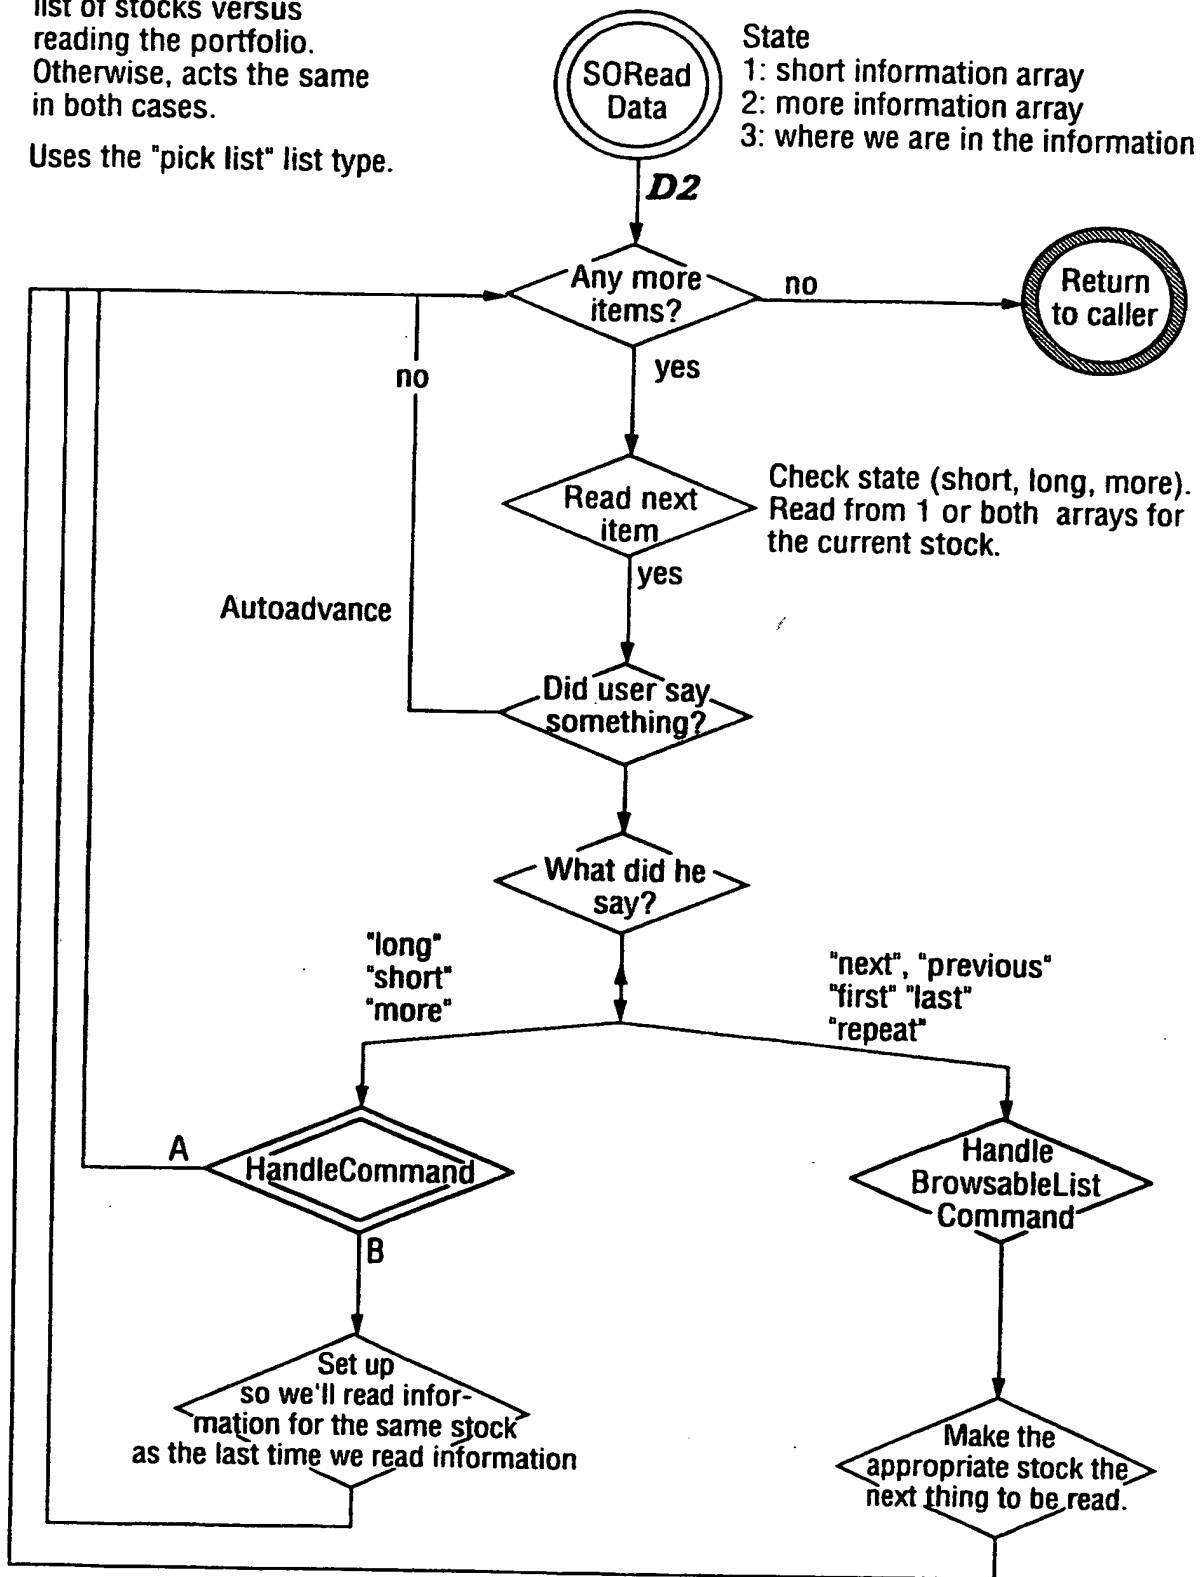 list of stocks versus
reading the portfolio.
Otherwise, acts the same
in both cases.
Uses the "pick list" list type.
SORead
Data
State
1: short information array
2: more information array
3: where we are in the information
D2
Any more
items?
no
Return
to caller
yes
no
Read next
item
Check state (short, long, more).
Read from 1 or both arrays for
the current stock.
yes
Autoadvance
Did user say
something?
What did he
say?
"long"
"short"
"more"
"next", "previous"
"first" "last"
"repeat"
A
HandleCommand
B
Handle
BrowsableList
Command
Set up
so we'll read infor-
mation for the same stock
as the last time we read information
Make the
appropriate stock the
next thing to be read.